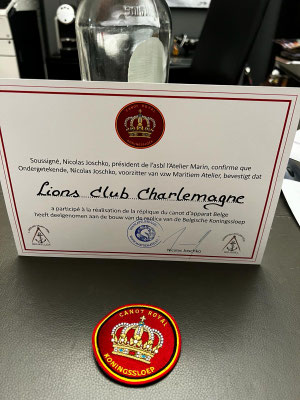 Soussigné, Nicolas Joschko, président de l'asbl l'Atelier Marin, confirme que
Ondergetekende, Nicolas Joschko, voorzitter van vzw Maritiem Atelier, bevestigt dat
Lions Club Charlemagne
a participé à la réalisation de la réplique du canot d'apparat Belge
heeft deelgenomen aan de bouw van de replica van de Belgische Koningssloep
Nicolas Joschko
CANOT ROYAL
KONINGSSLOEP